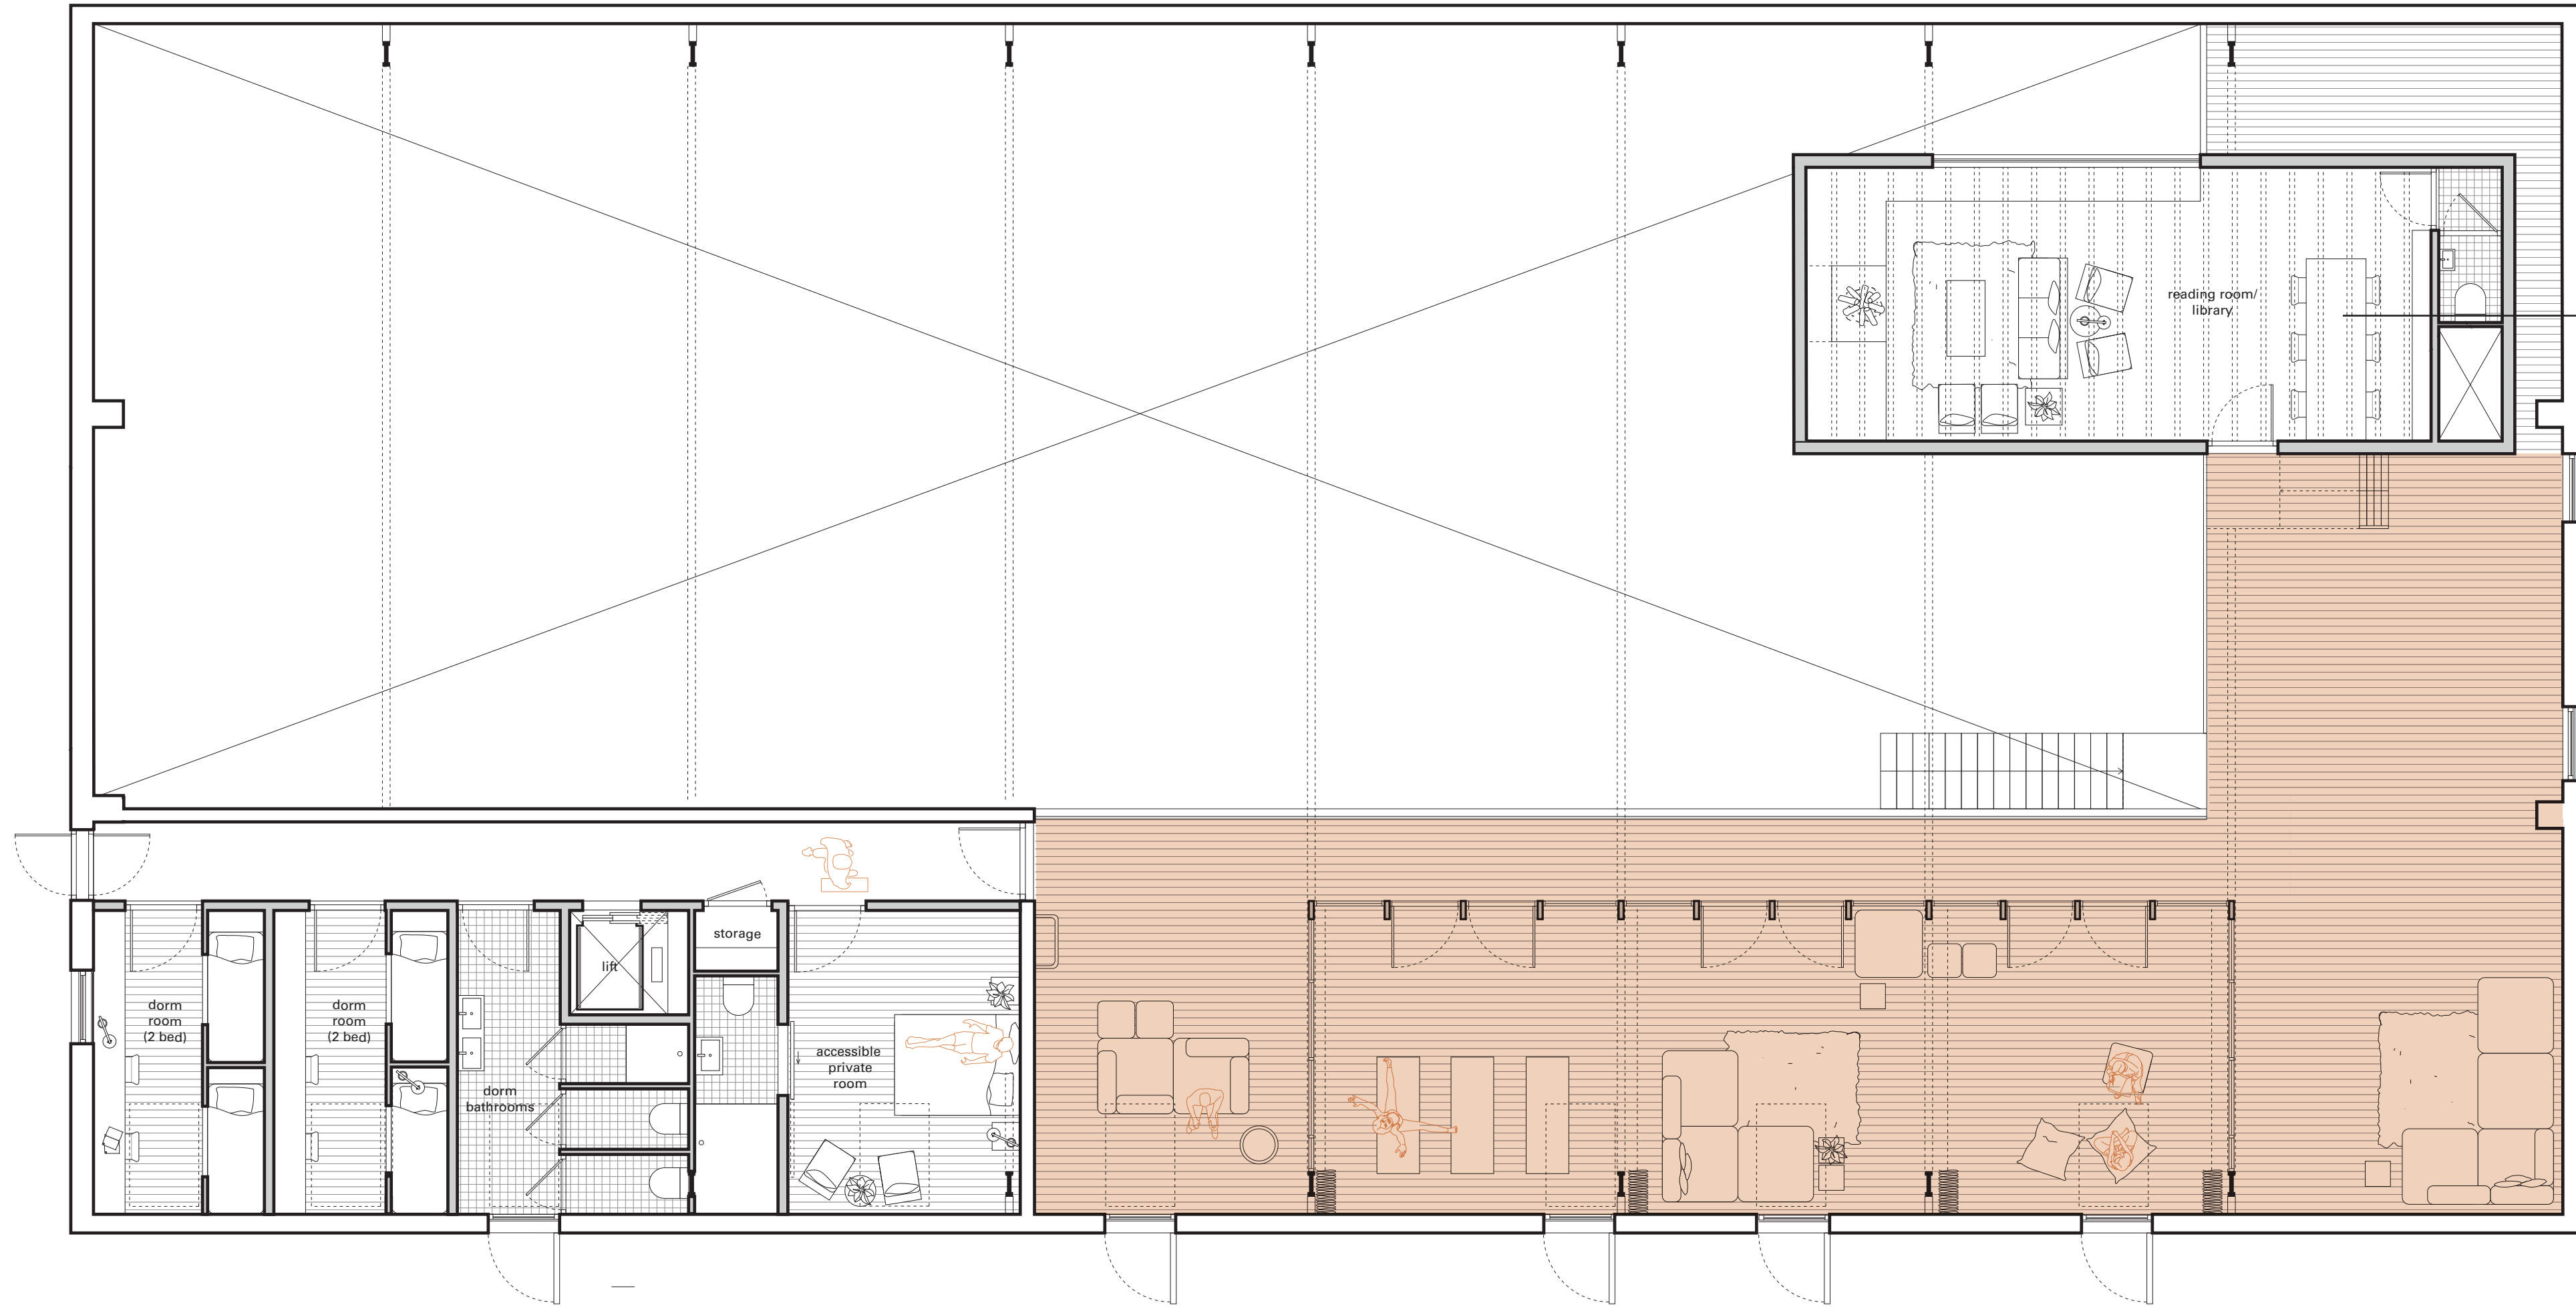 reading room/
library
storage
lift
dorm
room
(2 bed)
dorm
room
(2 bed)
accessible
private
room
dorm
bathrooms